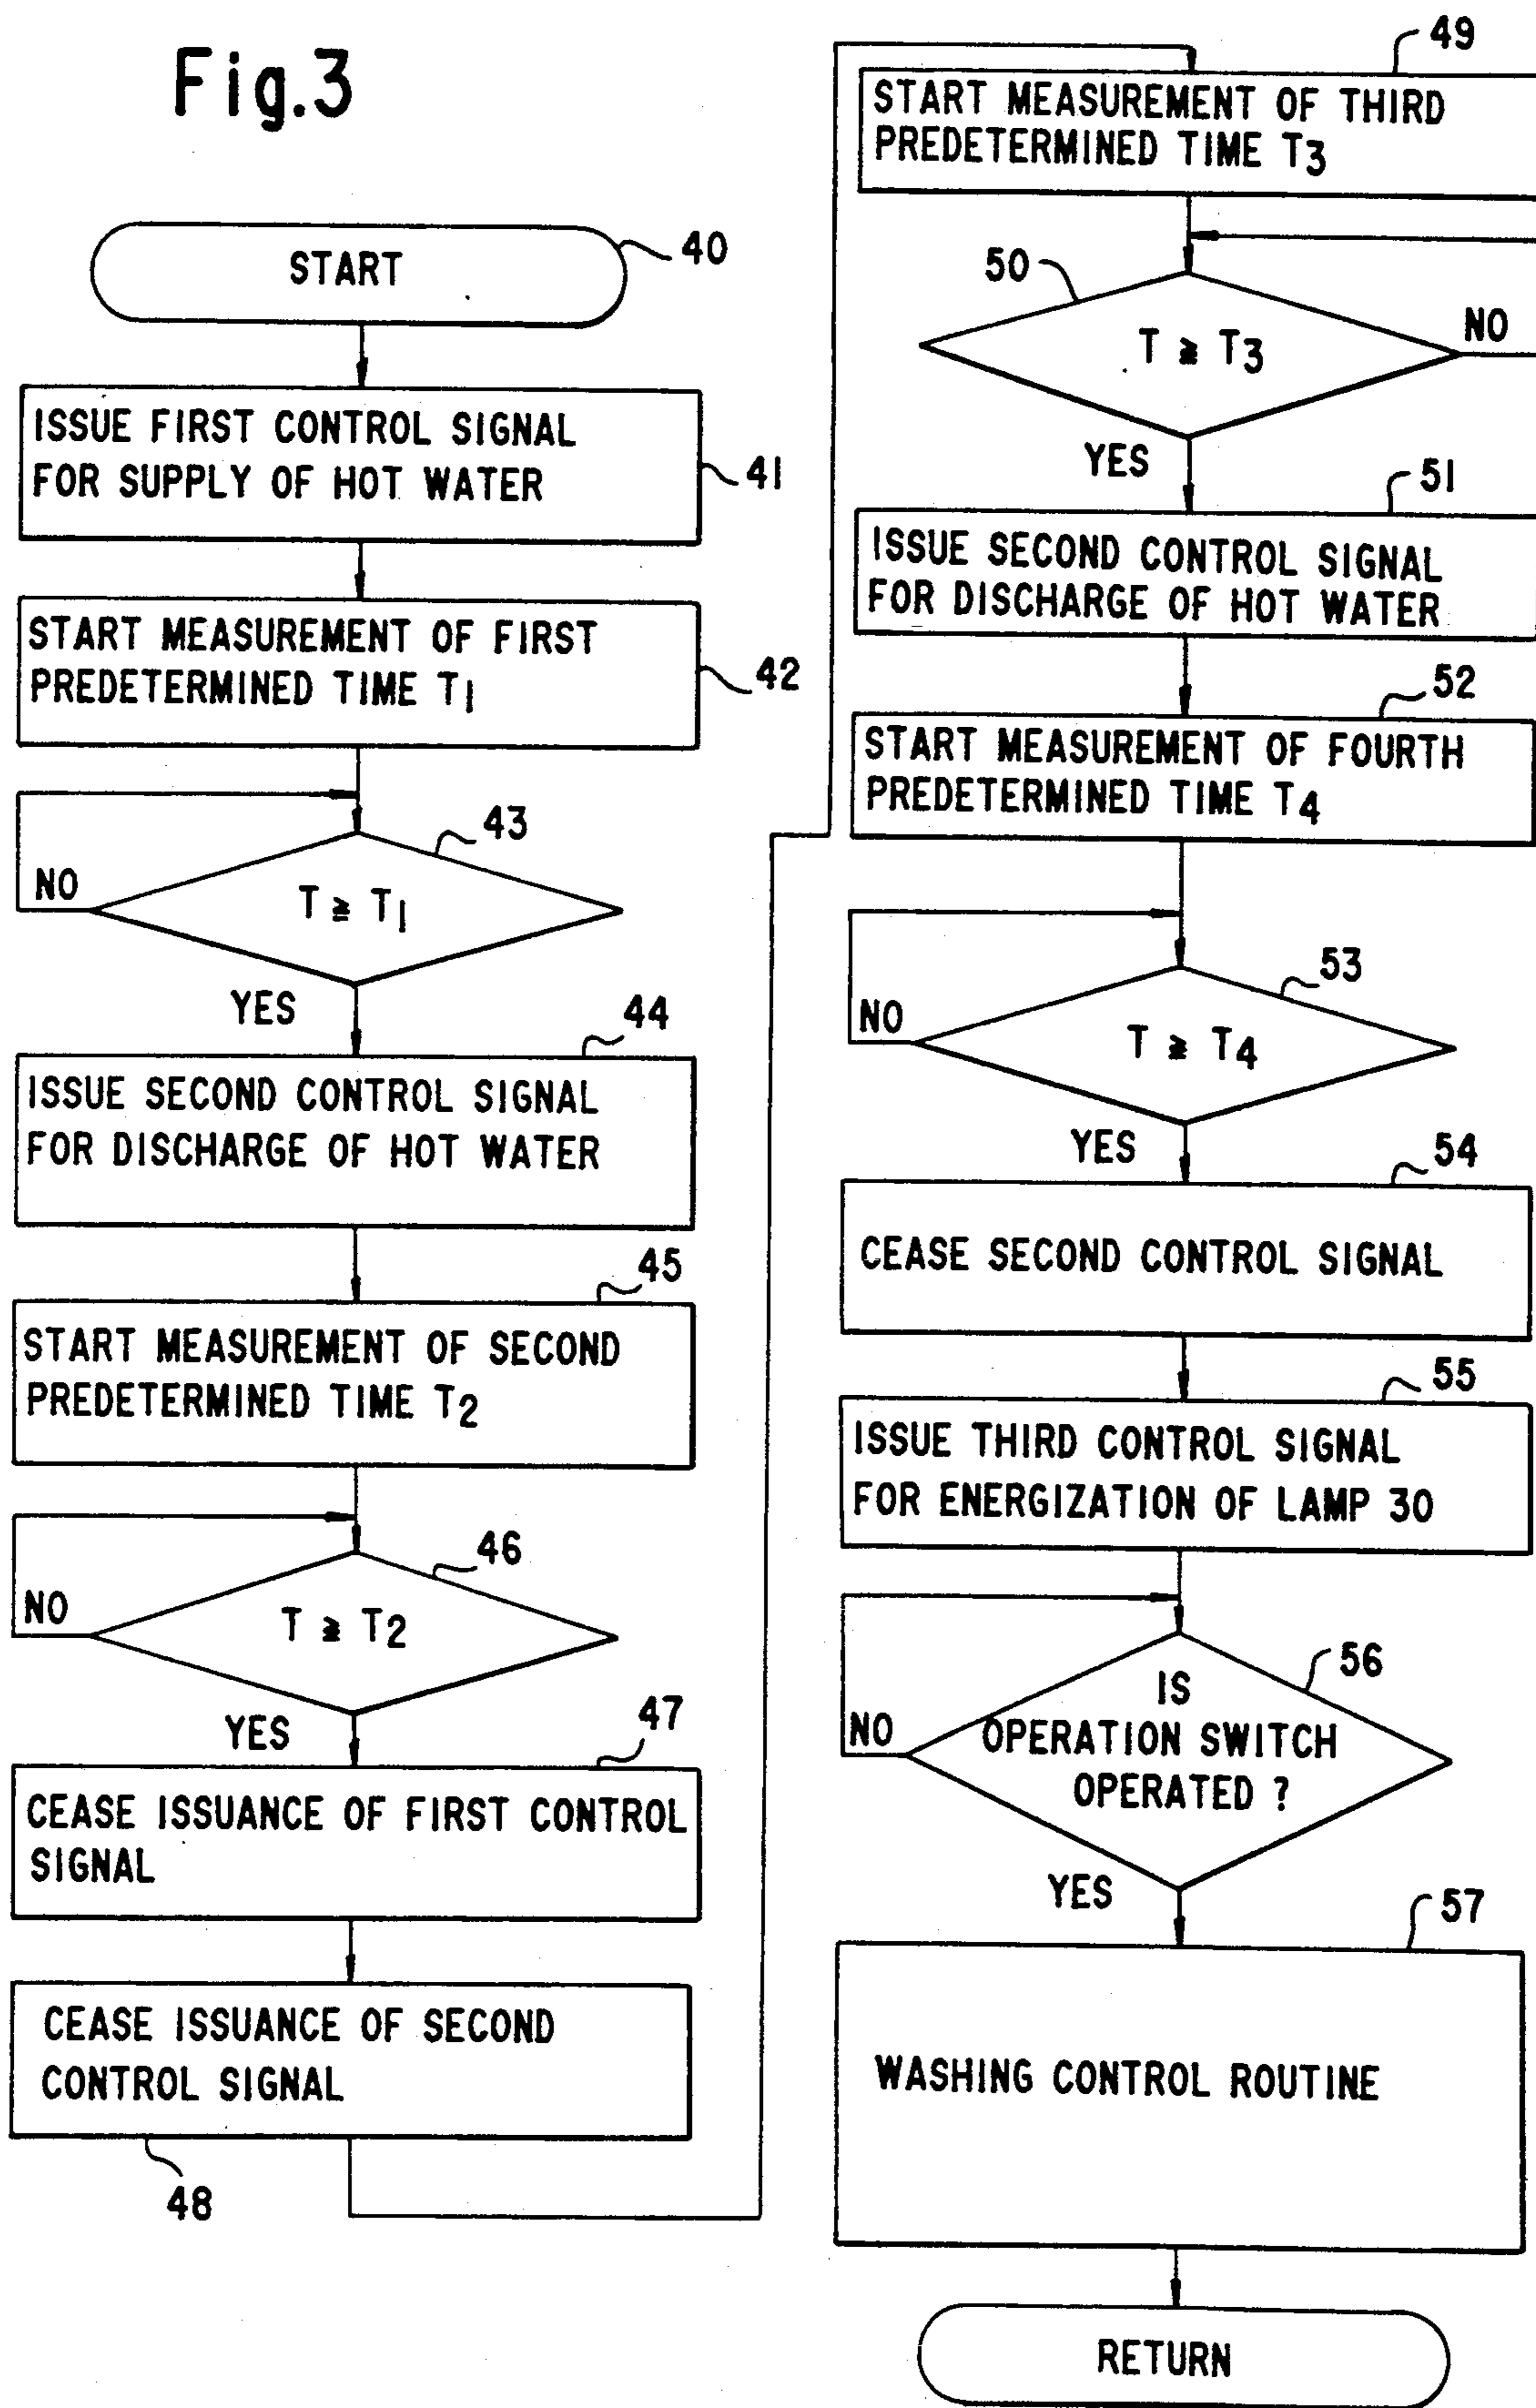 Fig.3
START
40
ISSUE FIRST CONTROL SIGNAL
FOR SUPPLY OF HOT WATER
41
START MEASUREMENT OF FIRST
PREDETERMINED TIME T1
42
43
NO
T ≧ T1
YES
44
ISSUE SECOND CONTROL SIGNAL
FOR DISCHARGE OF HOT WATER
45
START MEASUREMENT OF SECOND
PREDETERMINED TIME T2
46
NO
T ≧ T2
YES
47
CEASE ISSUANCE OF FIRST CONTROL
SIGNAL
CEASE ISSUANCE OF SECOND
CONTROL SIGNAL
48
49
START MEASUREMENT OF THIRD
PREDETERMINED TIME T3
50
T ≧ T3
NO
YES
51
ISSUE SECOND CONTROL SIGNAL
FOR DISCHARGE OF HOT WATER
52
START MEASUREMENT OF FOURTH
PREDETERMINED TIME T4
53
NO
T ≧ T4
YES
54
CEASE SECOND CONTROL SIGNAL
55
ISSUE THIRD CONTROL SIGNAL
FOR ENERGIZATION OF LAMP 30
56
NO
IS
OPERATION SWITCH
OPERATED ?
YES
57
WASHING CONTROL ROUTINE
RETURN